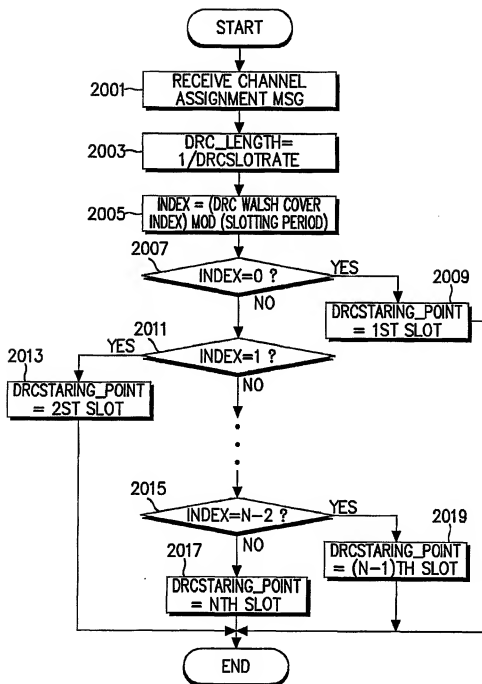 START
2001
RECEIVE CHANNEL
ASSIGNMENT MSG
2003
DRC_LENGTH=
1/DRCSLOTRATE
2005
INDEX = (DRC WALSH COVER
INDEX) MOD (SLOTTING PERIOD)
2007
INDEX=0 ?
YES
NO
2009
DRCSTARING_POINT
= 1ST SLOT
2011
INDEX=1 ?
YES
NO
2013
DRCSTARING_POINT
= 2ST SLOT
2015
INDEX=N-2 ?
YES
NO
2019
DRCSTARING_POINT
= (N-1)TH SLOT
2017
DRCSTARING_POINT
= NTH SLOT
END